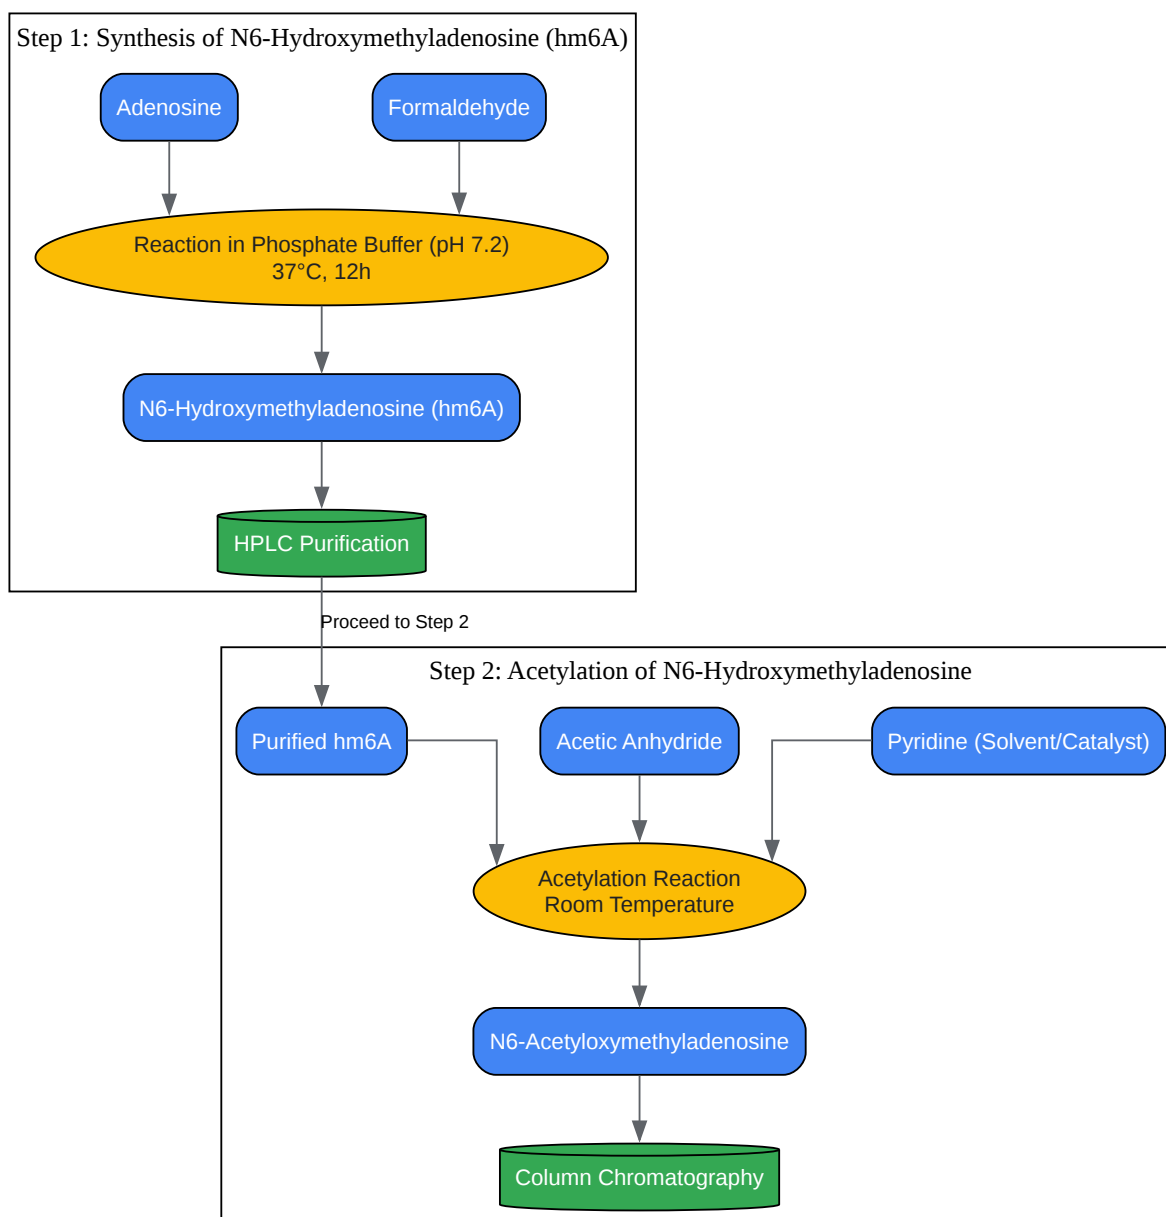 Step 1: Synthesis of N6-Hydroxymethyladenosine (hm6A)
Adenosine
Formaldehyde
Reaction in Phosphate Buffer (pH 7.2)
37°C, 12h
N6-Hydroxymethyladenosine (hm6A)
HPLC Purification
Proceed to Step 2
Step 2: Acetylation of N6-Hydroxymethyladenosine
Purified hm6A
Acetic Anhydride
Pyridine (Solvent/Catalyst)
Acetylation Reaction
Room Temperature
N6-Acetyloxymethyladenosine
Column Chromatography